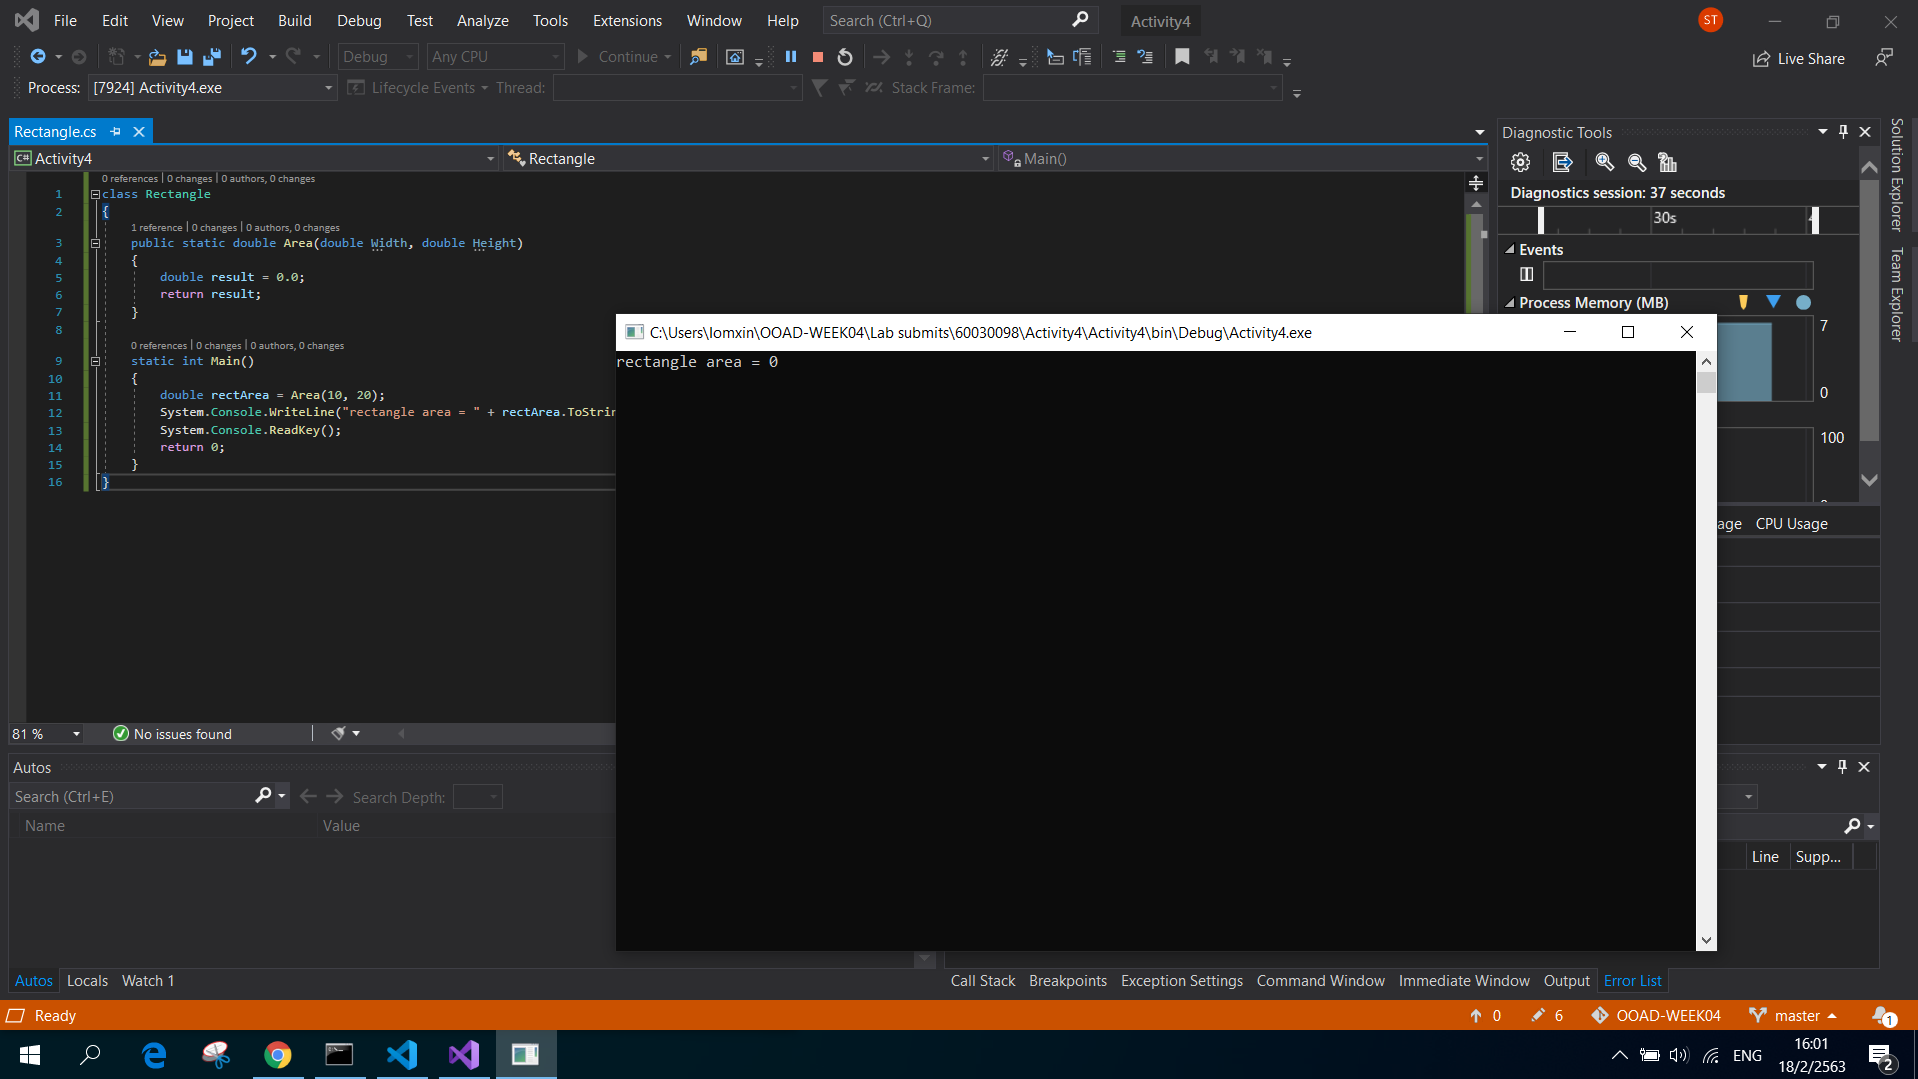 File Edit View Project Build Debug Test Analyze Tools Extensions Window Help Search (Ctrl+Q) Activity4 ST
Debug Any CPU Continue Live Share
Process: [7924] Activity4.exe Lifecycle Events Thread: Stack Frame:
Rectangle.cs
C# Activity4 Rectangle Main()
0 references | 0 changes | 0 authors, 0 changes
1 class Rectangle
2 {
1 reference | 0 changes | 0 authors, 0 changes
3 public static double Area(double Width, double Height)
4 {
5 double result = 0.0;
6 return result;
7 }
8
0 references | 0 changes | 0 authors, 0 changes
9 static int Main()
10 {
11 double rectArea = Area(10, 20);
12 System.Console.WriteLine("rectangle area = " + rectArea.ToStrin
13 System.Console.ReadKey();
14 return 0;
15 }
16 }
81 % No issues found
C:\Users\lomxin\OOAD-WEEK04\Lab submits\60030098\Activity4\Activity4\bin\Debug\Activity4.exe
rectangle area = 0
Diagnostic Tools
Diagnostics session: 37 seconds
30s 4
Events
Process Memory (MB)
7
0
100
age CPU Usage
Solution Explorer
Team Explorer
Autos
Search (Ctrl+E) Search Depth:
Name Value
Line Supp...
Autos Locals Watch 1
Call Stack Breakpoints Exception Settings Command Window Immediate Window Output Error List
Ready 0 6 OOAD-WEEK04 master 1
ENG 16:01 2
18/2/2563